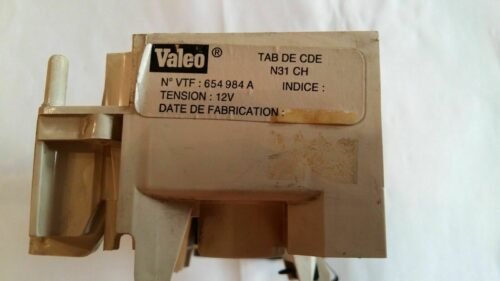 Valeo ® TAB DE CDE
N31 CH
N° VTF : 654 984 A INDICE :
TENSION : 12V
DATE DE FABRICATION :